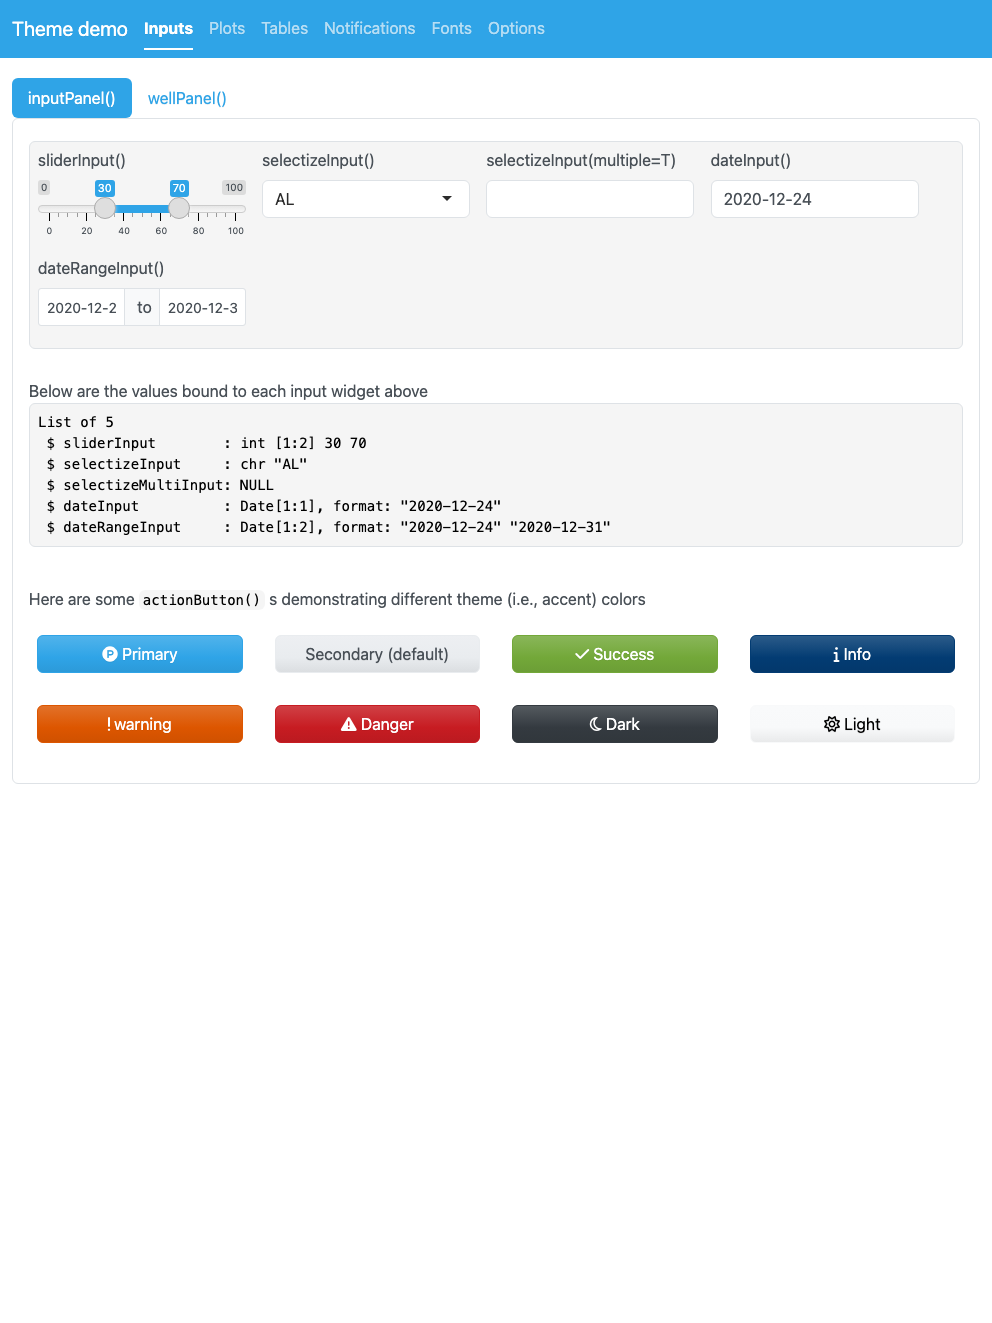 Theme demo Inputs Plots Tables Notifications Fonts Options
inputPanel() wellPanel()
sliderInput() selectizeInput() selectizeInput(multiple=T) dateInput()
0 30 70 100
AL 2020-12-24
0 20 40 60 80 100
dateRangeInput()
2020-12-2 to 2020-12-3
Below are the values bound to each input widget above
List of 5
$ sliderInput : int [1:2] 30 70
$ selectizeInput : chr "AL"
$ selectizeMultiInput: NULL
$ dateInput : Date[1:1], format: "2020-12-24"
$ dateRangeInput : Date[1:2], format: "2020-12-24" "2020-12-31"
Here are some actionButton() s demonstrating different theme (i.e., accent) colors
P Primary Secondary (default) Success Info
warning Danger Dark Light